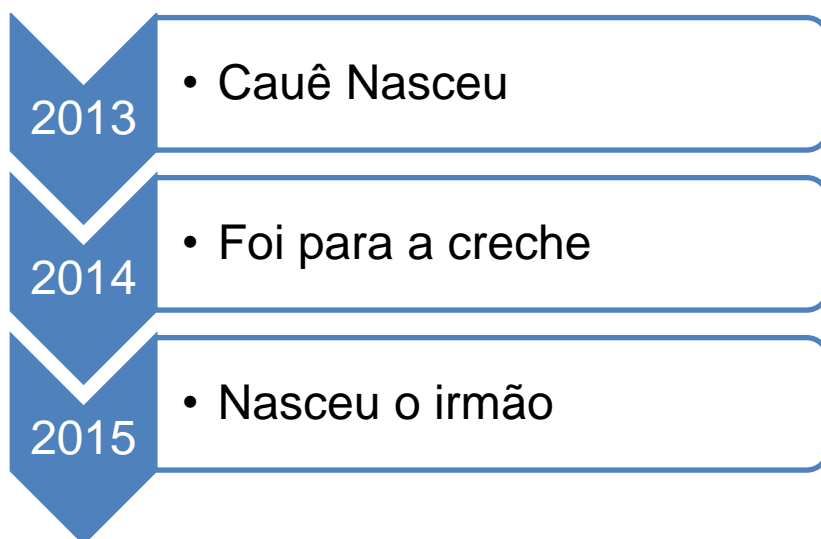 2013
• Cauê Nasceu
2014
• Foi para a creche
2015
• Nasceu o irmão